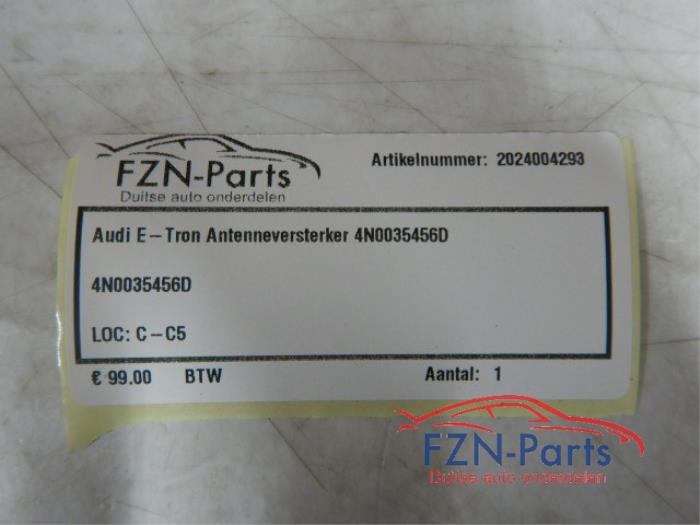 FZN-Parts
Duitse auto onderdelen
Artikelnummer: 2024004293
Audi E-Tron Antenneversterker 4N0035456D
4N0035456D
LOC: C-C5
€ 99.00 BTW Aantal: 1
FZN-Parts
Duitse auto onderdelen